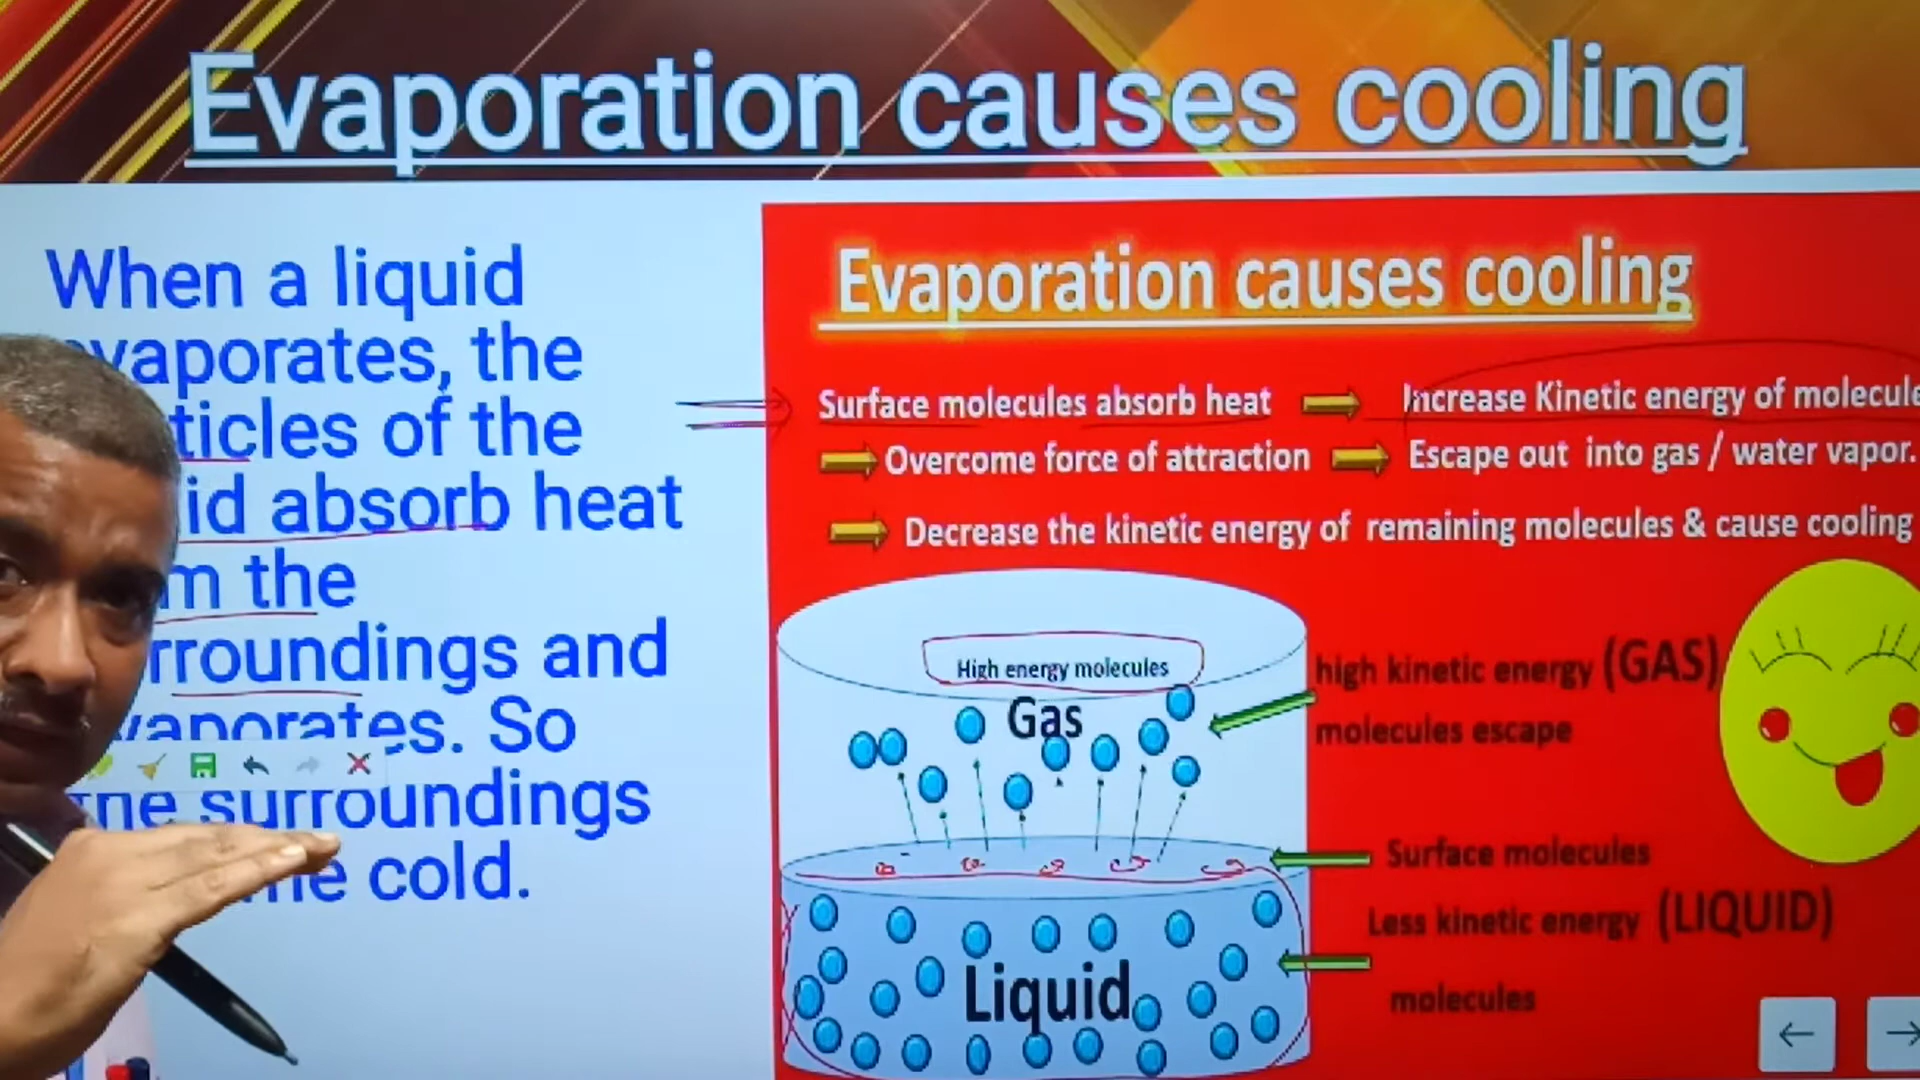 Evaporation causes cooling
When a liquid
evaporates, the
ticles of the
id absorb heat
m the
rroundings and
vaporates. So
the surroundings
me cold.
Evaporation causes cooling
Surface molecules absorb heat Increase Kinetic energy of molecule
Overcome force of attraction Escape out into gas / water vapor.
Decrease the kinetic energy of remaining molecules & cause cooling
High energy molecules
Gas
high kinetic energy (GAS)
molecules escape
Surface molecules
Less kinetic energy (LIQUID)
molecules
Liquid